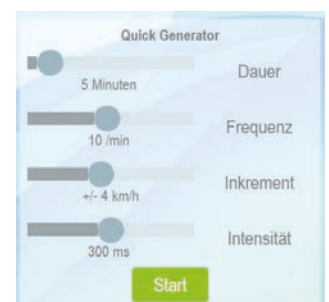 Quick Generator
Dauer
5 Minuten
Frequenz
10 /min
Inkrement
+/- 4 km/h
Intensität
300 ms
Start